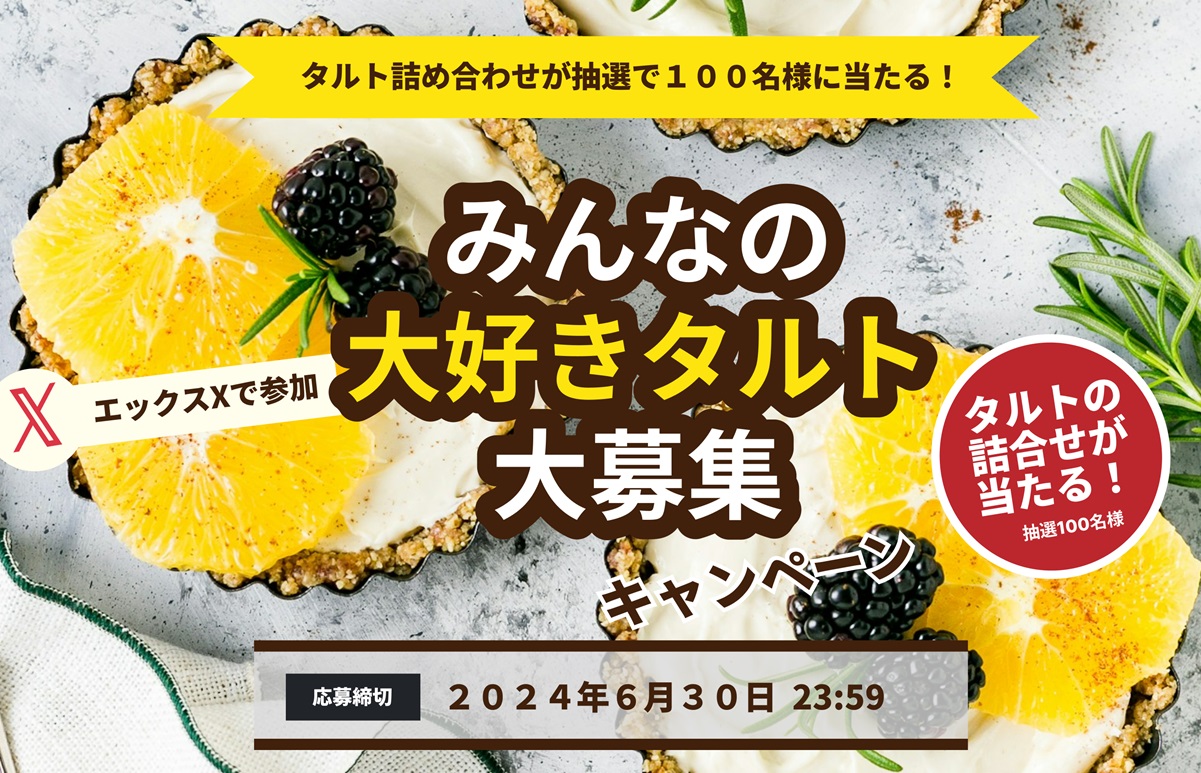 タルト詰め合わせが抽選で１００名様に当たる！
みんなの
大好きタルト
大募集
キャンペーン
X
エックスXで参加
タルトの
詰合せが
当たる！
抽選100名様
応募締切
２０２４年６月３０日 23:59